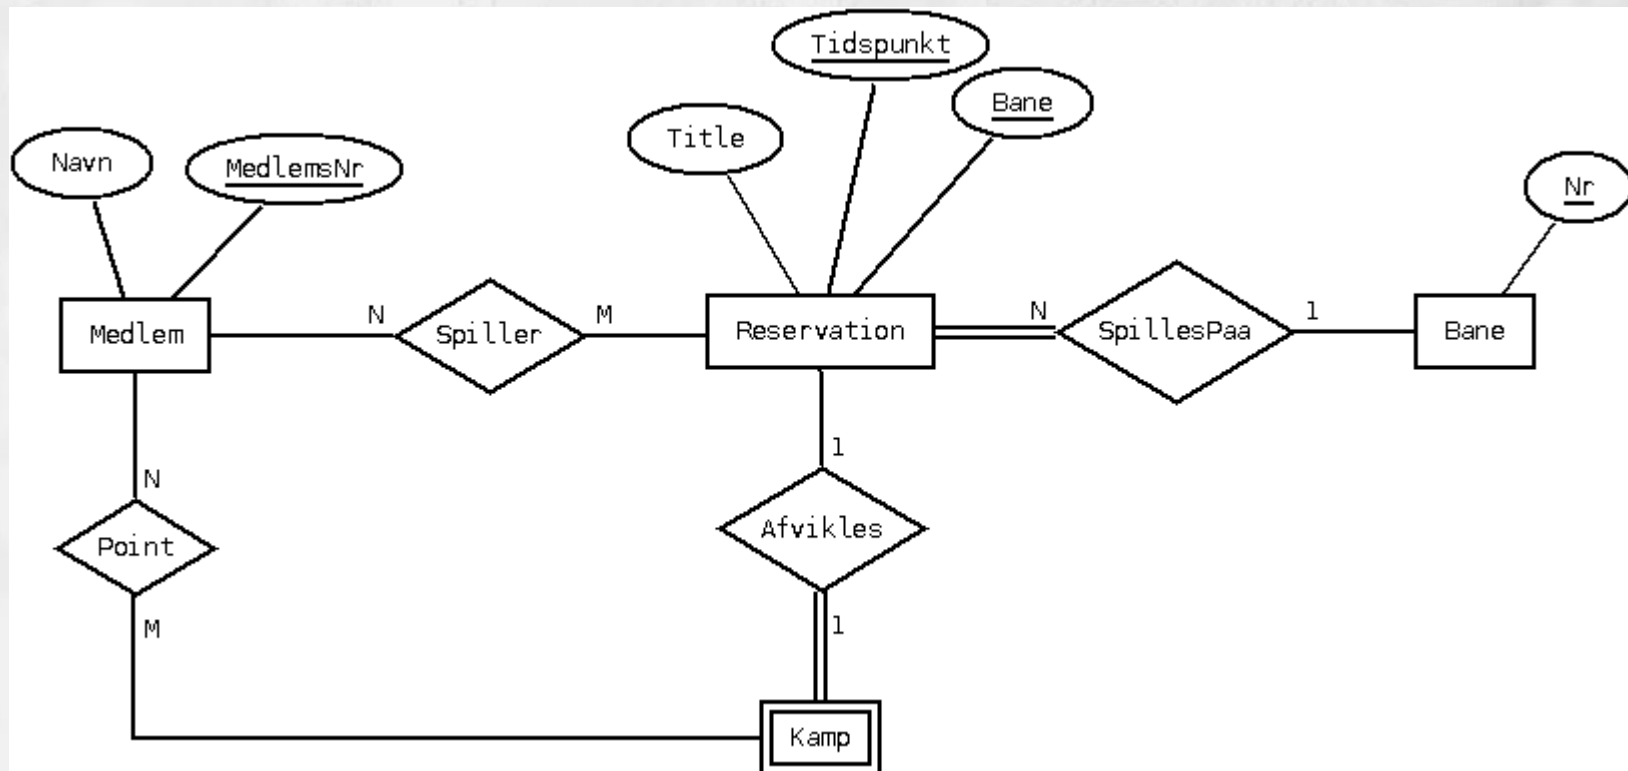 Tidspunkt
Bane
Title
Navn
MedlemsNr
Nr
Medlem
N
Spiller
M
Reservation
N
SpillesPaa
1
Bane
N
1
Point
Afvikles
M
1
Kamp